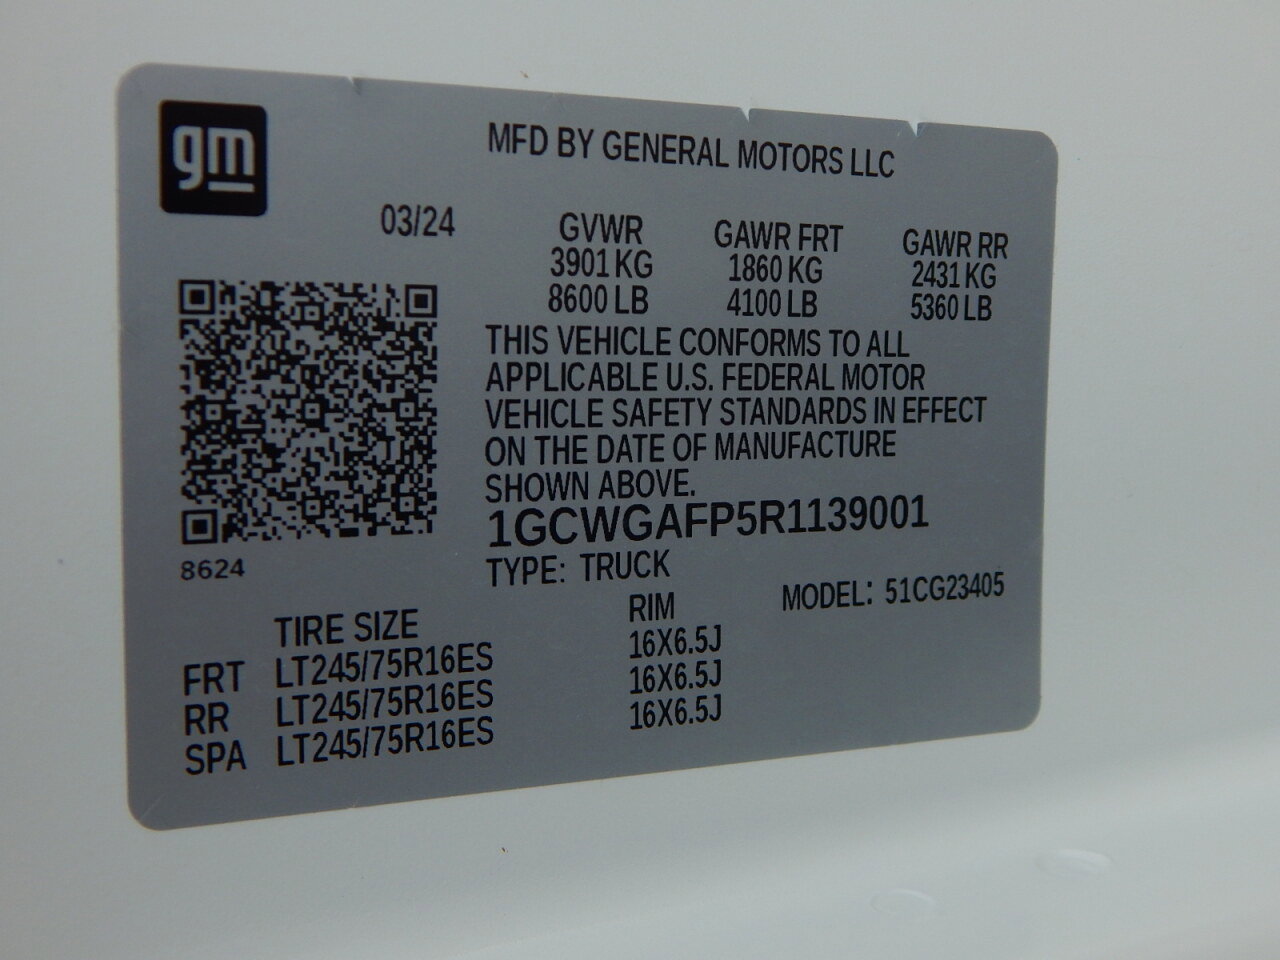 gm
MFD BY GENERAL MOTORS LLC
03/24
GVWR GAWR FRT GAWR RR
3901 KG 1860 KG 2431 KG
8600 LB 4100 LB 5360 LB
THIS VEHICLE CONFORMS TO ALL
APPLICABLE U.S. FEDERAL MOTOR
VEHICLE SAFETY STANDARDS IN EFFECT
ON THE DATE OF MANUFACTURE
SHOWN ABOVE.
1GCWGAFP5R1139001
8624
TYPE: TRUCK
MODEL: 51CG23405
TIRE SIZE RIM
FRT LT245/75R16ES 16X6.5J
RR LT245/75R16ES 16X6.5J
SPA LT245/75R16ES 16X6.5J